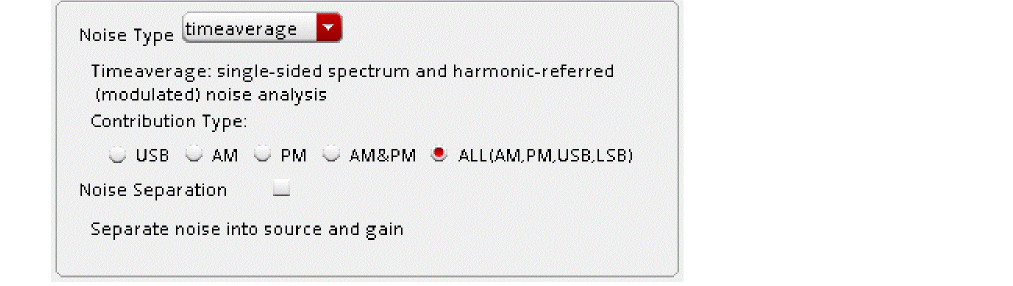 Noise Type timeaverage
Timeaverage: single-sided spectrum and harmonic-referred
(modulated) noise analysis
Contribution Type:
USB AM PM AM&PM ALL(AM,PM,USB,LSB)
Noise Separation
Separate noise into source and gain